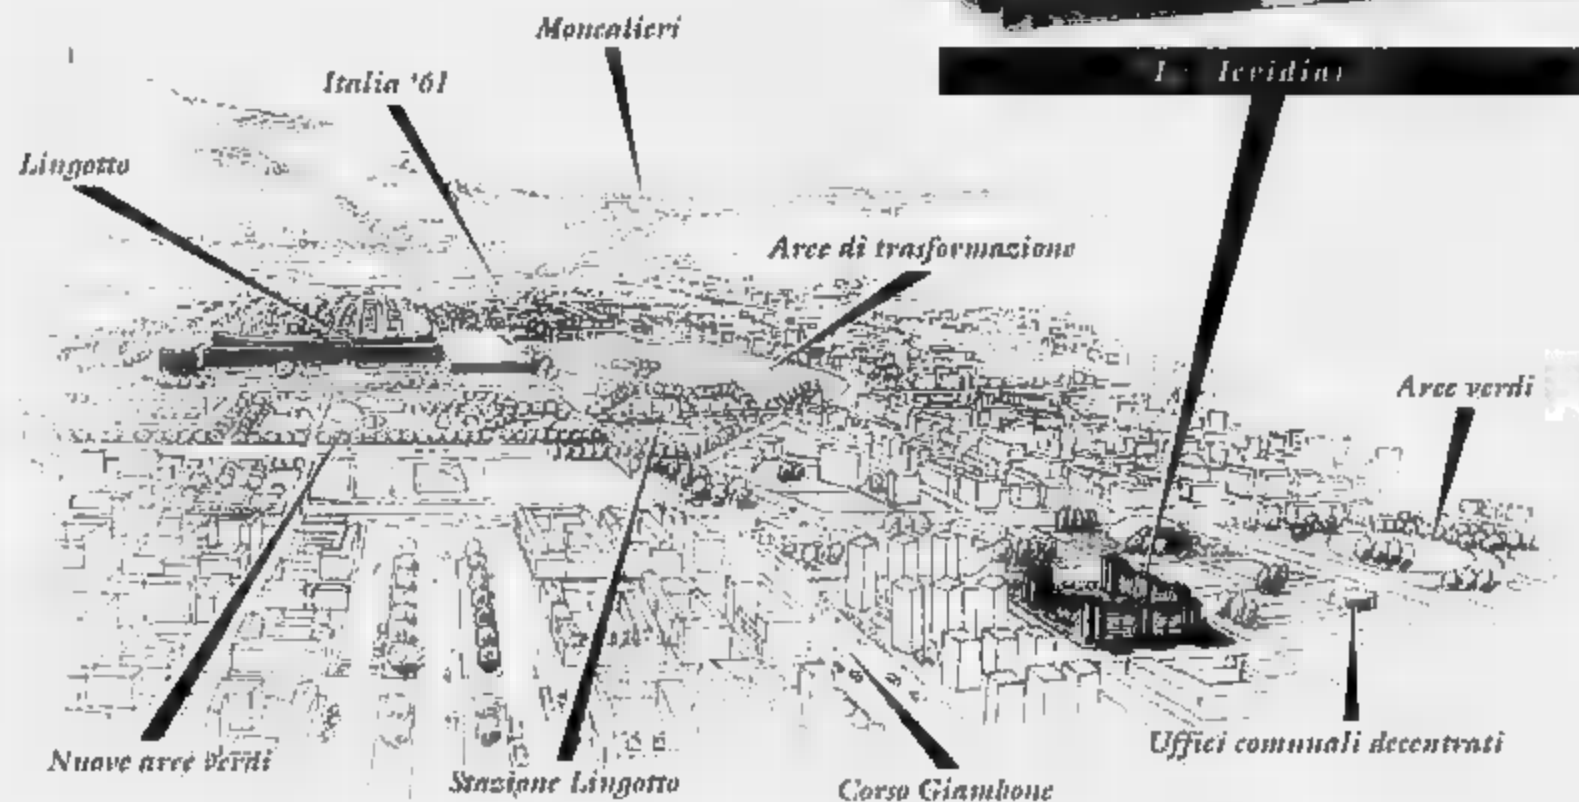 Moncalieri
Italia '61
Lingotto
Aree di trasformazione
Aree verdi
Nuove aree verdi
Stazione Lingotto
Corso Giambone
Uffici comunali decentrati